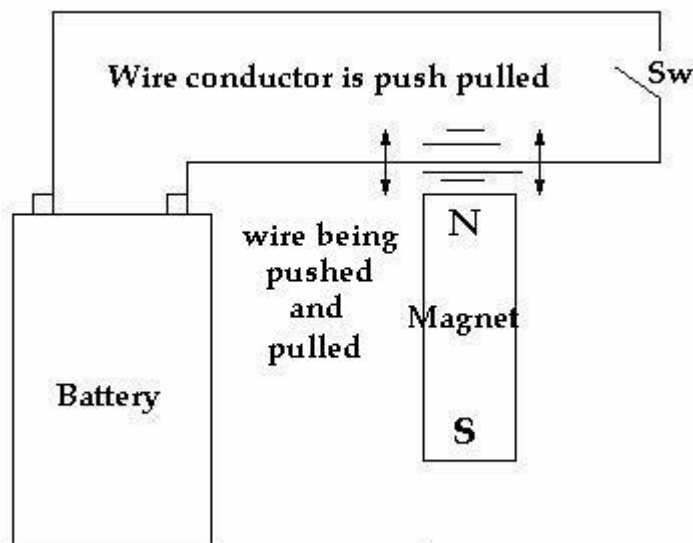 Wire conductor is push pulled
Sw
N
wire being
pushed
and
pulled
Magnet
Battery
S